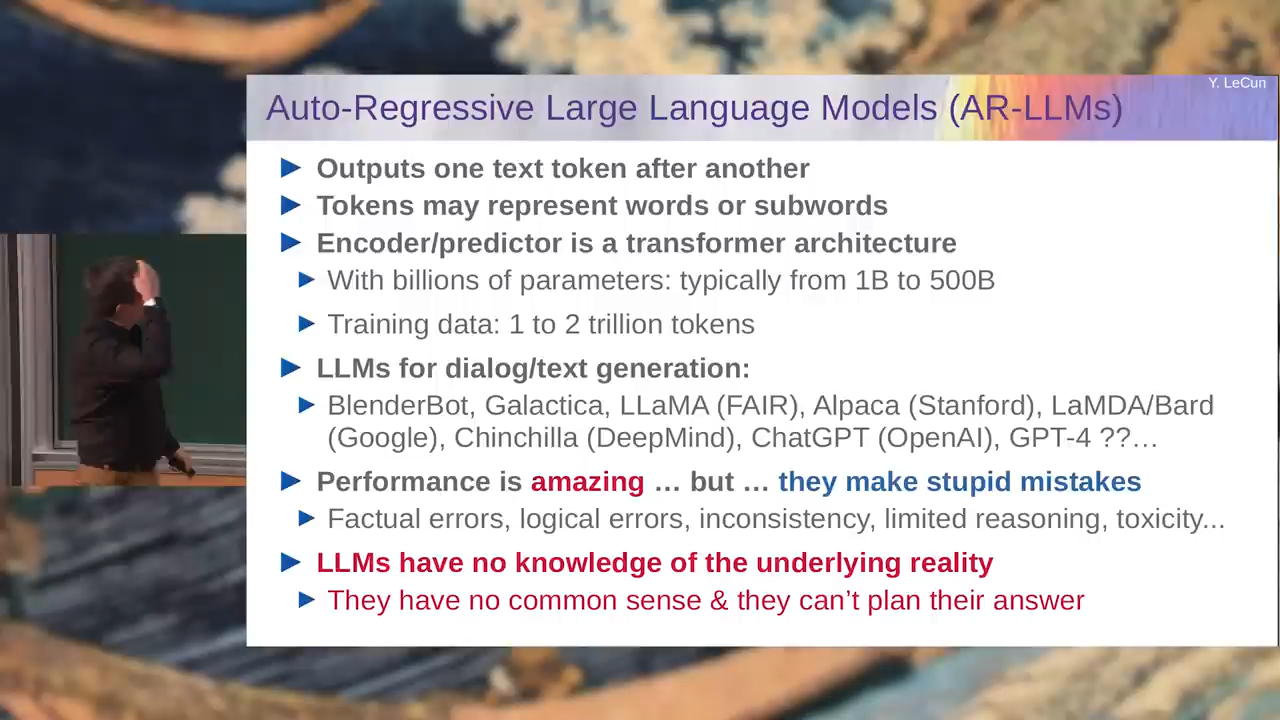 Y. LeCun
Auto-Regressive Large Language Models (AR-LLMs)
Outputs one text token after another
Tokens may represent words or subwords
Encoder/predictor is a transformer architecture
With billions of parameters: typically from 1B to 500B
Training data: 1 to 2 trillion tokens
LLMs for dialog/text generation:
BlenderBot, Galactica, LLaMA (FAIR), Alpaca (Stanford), LaMDA/Bard
(Google), Chinchilla (DeepMind), ChatGPT (OpenAI), GPT-4 ??…
Performance is amazing … but … they make stupid mistakes
Factual errors, logical errors, inconsistency, limited reasoning, toxicity...
LLMs have no knowledge of the underlying reality
They have no common sense & they can’t plan their answer